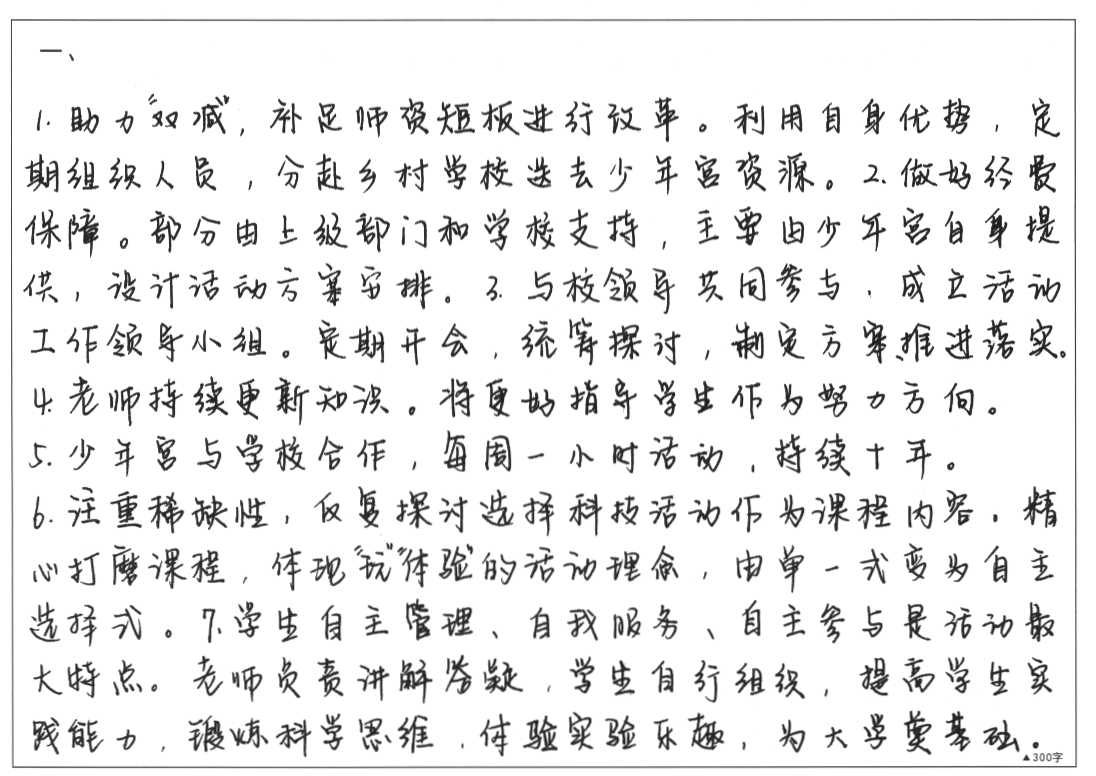 一、
1. 助力“双减”，补足师资短板进行改革。利用自身优势，定
期组织人员，分赴乡村学校送去少年宫资源。2. 做好经费
保障。部分由上级部门和学校支持，主要由少年宫自身提
供，设计活动方案安排。3. 与校领导共同参与，成立活动
工作领导小组。定期开会，统筹探讨，制定方案、推进落实。
4. 老师持续更新知识。将更好指导学生作为努力方向。
5. 少年宫与学校合作，每周一小时活动，持续十年。
6. 注重稀缺性，反复探讨选择科技活动作为课程内容。精
心打磨课程，体现“玩”“体验”的活动理念，由单一式变为自主
选择式。7. 学生自主管理、自我服务、自主参与是活动最
大特点。老师负责讲解答疑，学生自行组织，提高学生实
践能力，锻炼科学思维，体验实验乐趣，为大学奠基础。
▲300字